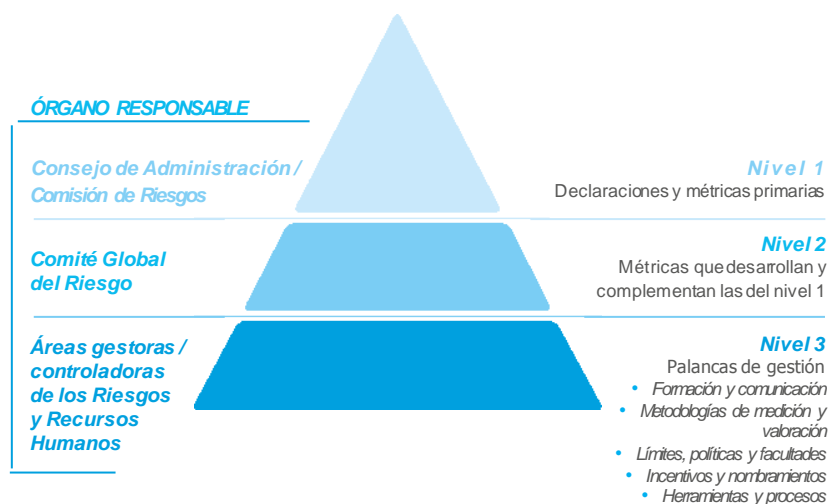 ÓRGANO RESPONSABLE
Consejo de Administración /
Comisión de Riesgos
Nivel 1
Declaraciones y métricas primarias
Comité Global
del Riesgo
Nivel 2
Métricas que desarrollan y
complementan las del nivel 1
Áreas gestoras /
controladoras
de los Riesgos
y Recursos
Humanos
Nivel 3
Palancas de gestión
• Formación y comunicación
• Metodologías de medición y
valoración
• Límites, políticas y facultades
• Incentivos y nombramientos
• Herramientas y procesos